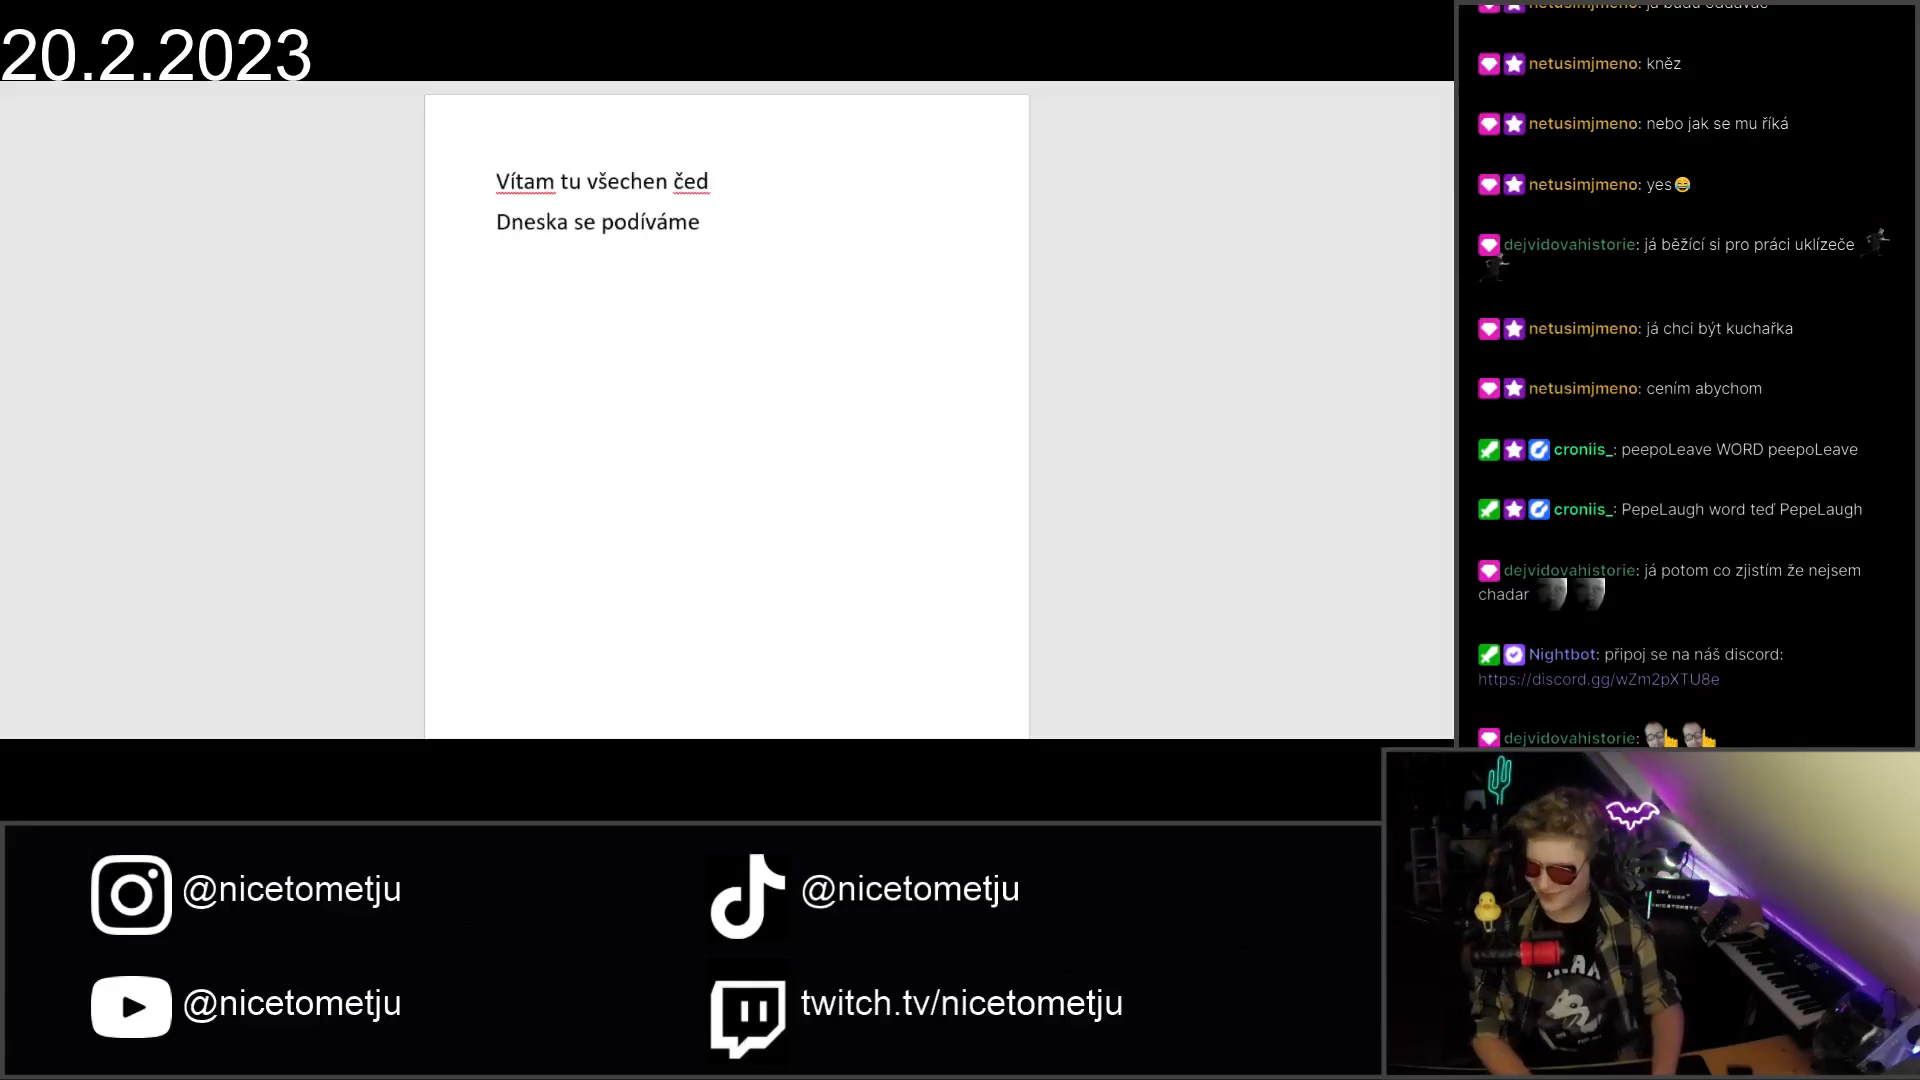 20.2.2023
Vítam tu všechen čed
Dneska se podíváme
netusimjmeno: kněz
netusimjmeno: nebo jak se mu říká
netusimjmeno: yes😂
dejvidovahistorie: já běžící si pro práci uklízeče
netusimjmeno: já chci být kuchařka
netusimjmeno: cením abychom
croniis_: peepoLeave WORD peepoLeave
croniis_: PepeLaugh word teď PepeLaugh
dejvidovahistorie: já potom co zjistím že nejsem
chadar
Nightbot: připoj se na náš discord:
https://discord.gg/wZm2pXTU8e
dejvidovahistorie:
@nicetometju
@nicetometju
@nicetometju
twitch.tv/nicetometju